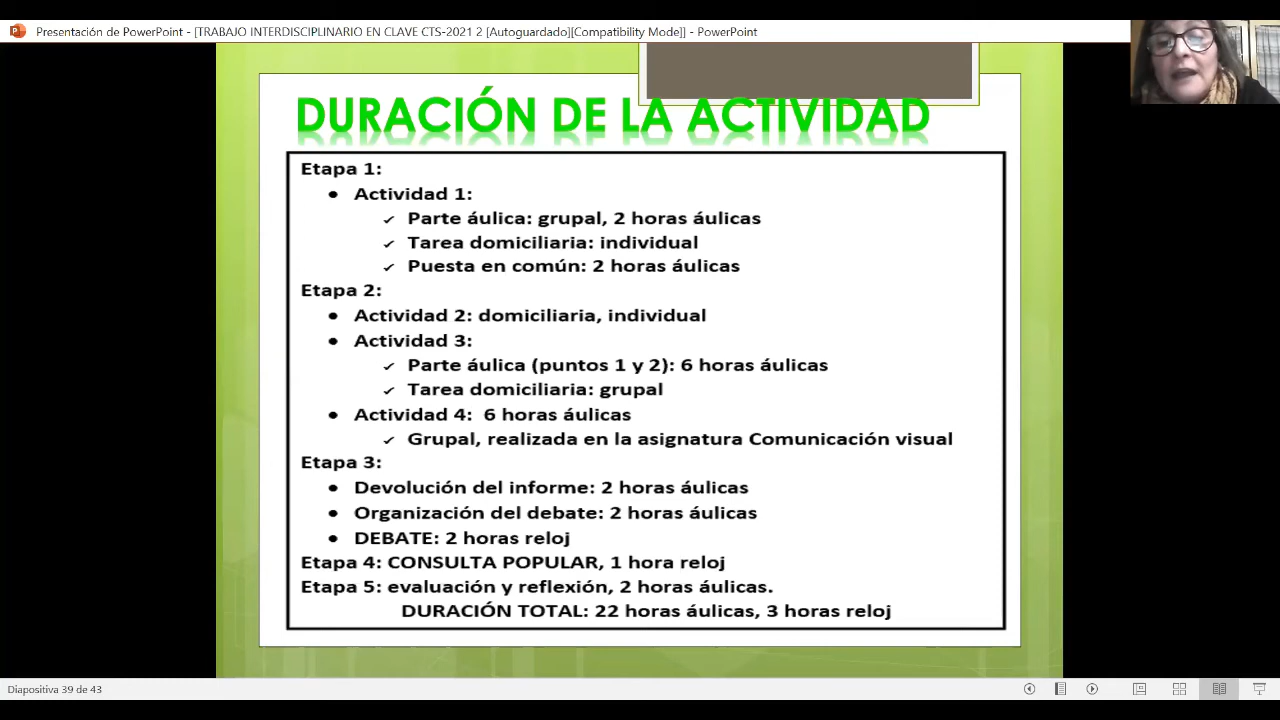 Presentación de PowerPoint - [TRABAJO INTERDISCIPLINARIO EN CLAVE CTS-2021 2 [Autoguardado][Compatibility Mode]] - PowerPoint
DURACIÓN DE LA ACTIVIDAD
Etapa 1:
• Actividad 1:
✓ Parte áulica: grupal, 2 horas áulicas
✓ Tarea domiciliaria: individual
✓ Puesta en común: 2 horas áulicas
Etapa 2:
• Actividad 2: domiciliaria, individual
• Actividad 3:
✓ Parte áulica (puntos 1 y 2): 6 horas áulicas
✓ Tarea domiciliaria: grupal
• Actividad 4: 6 horas áulicas
✓ Grupal, realizada en la asignatura Comunicación visual
Etapa 3:
• Devolución del informe: 2 horas áulicas
• Organización del debate: 2 horas áulicas
• DEBATE: 2 horas reloj
Etapa 4: CONSULTA POPULAR, 1 hora reloj
Etapa 5: evaluación y reflexión, 2 horas áulicas.
DURACIÓN TOTAL: 22 horas áulicas, 3 horas reloj
Diapositiva 39 de 43